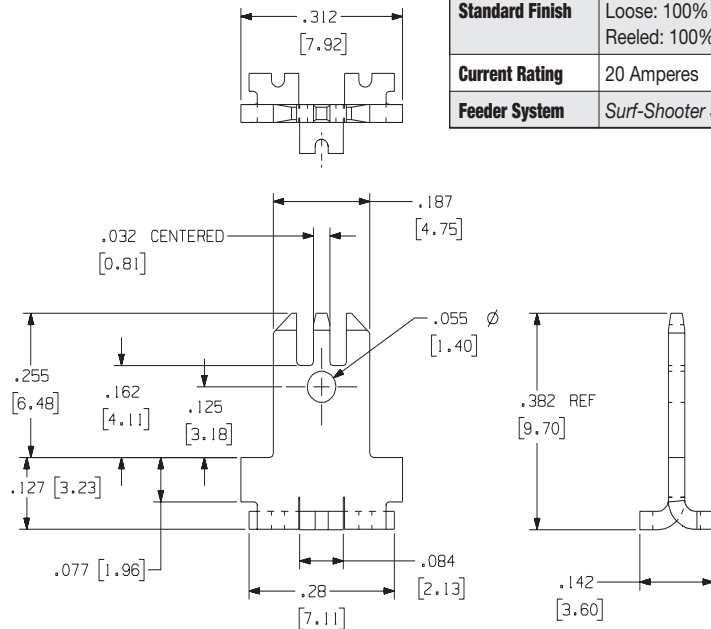 Standard Finish
Loose: 100%
Reeled: 100%
Current Rating
20 Amperes
Feeder System
Surf-Shooter
.312
[7.92]
.187
[4.75]
.032 CENTERED
[0.81]
.055 Ø
[1.40]
.255
[6.48]
.162
[4.11]
.125
[3.18]
.382 REF
[9.70]
.127 [3.23]
.077 [1.96]
.084
[2.13]
.28
[7.11]
.142
[3.60]